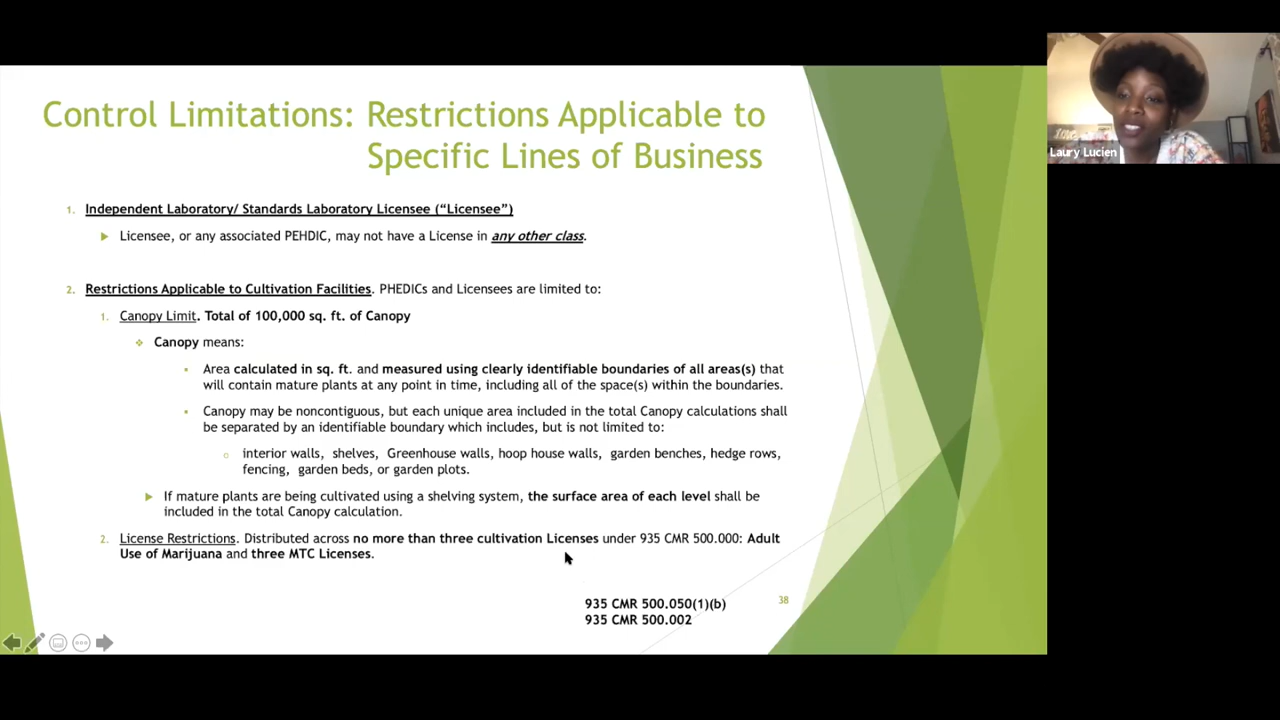 Control Limitations: Restrictions Applicable to
Specific Lines of Business
Laury Lucien
1. Independent Laboratory/ Standards Laboratory Licensee (“Licensee”)
Licensee, or any associated PEHDIC, may not have a License in any other class.
2. Restrictions Applicable to Cultivation Facilities. PHEDICs and Licensees are limited to:
1. Canopy Limit. Total of 100,000 sq. ft. of Canopy
Canopy means:
Area calculated in sq. ft. and measured using clearly identifiable boundaries of all areas(s) that
will contain mature plants at any point in time, including all of the space(s) within the boundaries.
Canopy may be noncontiguous, but each unique area included in the total Canopy calculations shall
be separated by an identifiable boundary which includes, but is not limited to:
interior walls, shelves, Greenhouse walls, hoop house walls, garden benches, hedge rows,
fencing, garden beds, or garden plots.
If mature plants are being cultivated using a shelving system, the surface area of each level shall be
included in the total Canopy calculation.
2. License Restrictions. Distributed across no more than three cultivation Licenses under 935 CMR 500.000: Adult
Use of Marijuana and three MTC Licenses.
935 CMR 500.050(1)(b)
935 CMR 500.002
38